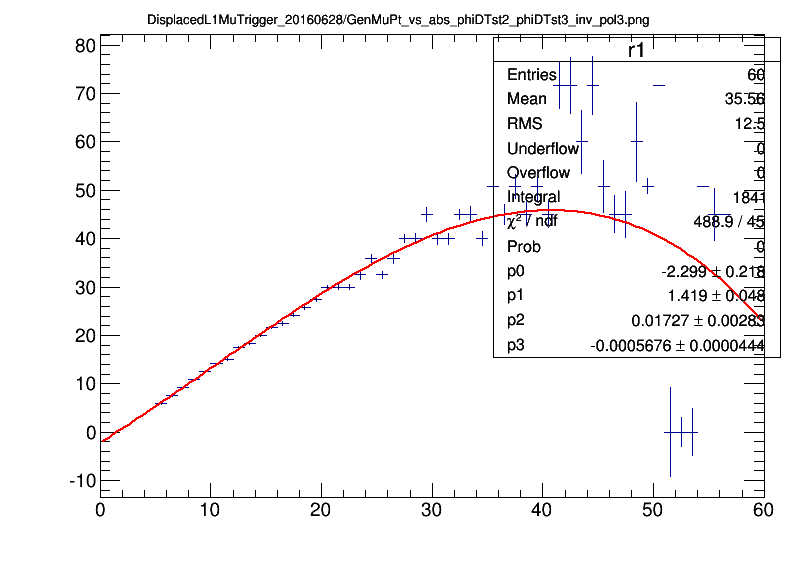 DisplacedL1MuTrigger_20160628/GenMuPt_vs_abs_phiDTst2_phiDTst3_inv_pol3.png
r1
Entries 60
Mean 35.56
RMS 12.5
Underflow 0
Overflow 0
Integral 1841
χ² / ndf 488.9 / 45
Prob 0
p0 -2.299 ± 0.218
p1 1.419 ± 0.048
p2 0.01727 ± 0.00283
p3 -0.0005676 ± 0.0000444
80
70
60
50
40
30
20
10
0
-10
0 10 20 30 40 50 60